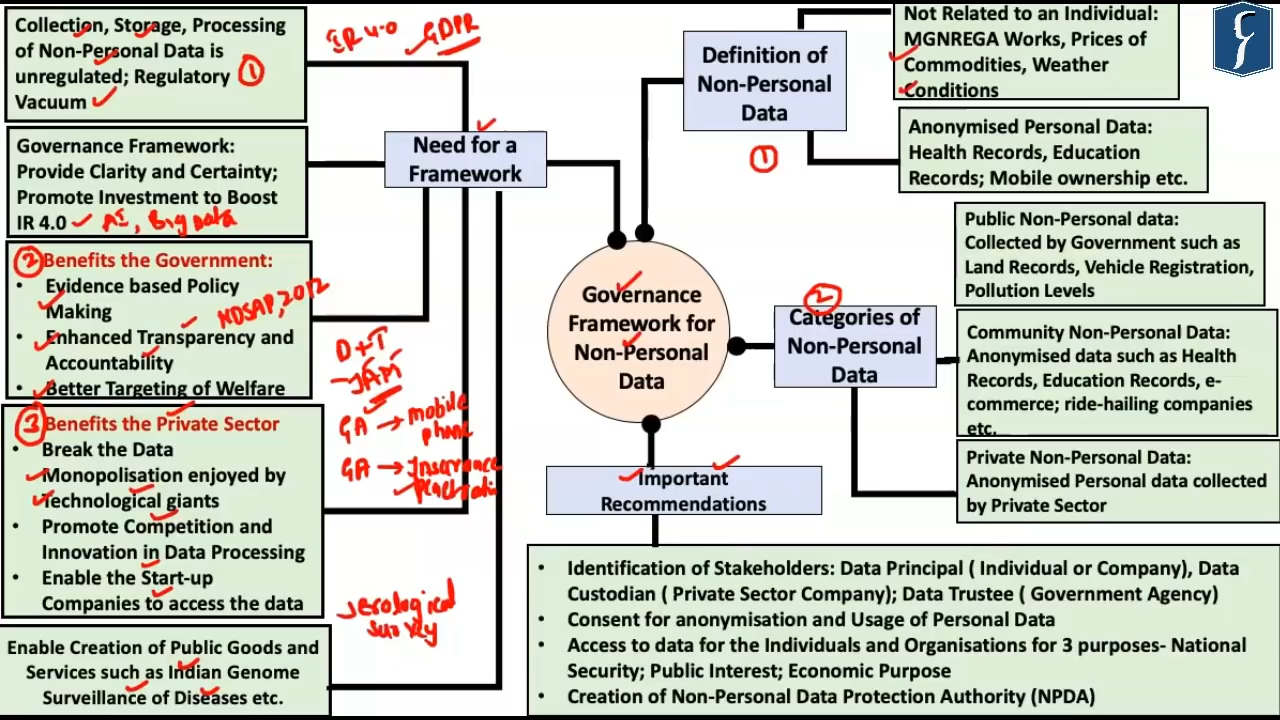 Collection, Storage, Processing
of Non-Personal Data is
unregulated; Regulatory
Vacuum
1
IR 4.0
GDPR
Governance Framework:
Provide Clarity and Certainty;
Promote Investment to Boost
IR 4.0
AI, Big Data
2
Benefits the Government:
• Evidence based Policy
Making
• Enhanced Transparency and
Accountability
• Better Targeting of Welfare
NDSAP, 2012
3
Benefits the Private Sector
• Break the Data
Monopolisation enjoyed by
Technological giants
• Promote Competition and
Innovation in Data Processing
• Enable the Start-up
Companies to access the data
Enable Creation of Public Goods and
Services such as Indian Genome
Surveillance of Diseases etc.
Need for a
Framework
JAM
GA → mobile
phone
GA → Insurance
survey
Governance
Framework for
Non-Personal
Data
Definition of
Non-Personal
Data
1
Not Related to an Individual:
MGNREGA Works, Prices of
Commodities, Weather
Conditions
Anonymised Personal Data:
Health Records, Education
Records; Mobile ownership etc.
2
Categories of
Non-Personal
Data
Public Non-Personal data:
Collected by Government such as
Land Records, Vehicle Registration,
Pollution Levels
Community Non-Personal Data:
Anonymised data such as Health
Records, Education Records, e-
commerce; ride-hailing companies
etc.
Private Non-Personal Data:
Anonymised Personal data collected
by Private Sector
Important
Recommendations
• Identification of Stakeholders: Data Principal ( Individual or Company), Data
Custodian ( Private Sector Company); Data Trustee ( Government Agency)
• Consent for anonymisation and Usage of Personal Data
• Access to data for the Individuals and Organisations for 3 purposes- National
Security; Public Interest; Economic Purpose
• Creation of Non-Personal Data Protection Authority (NPDA)